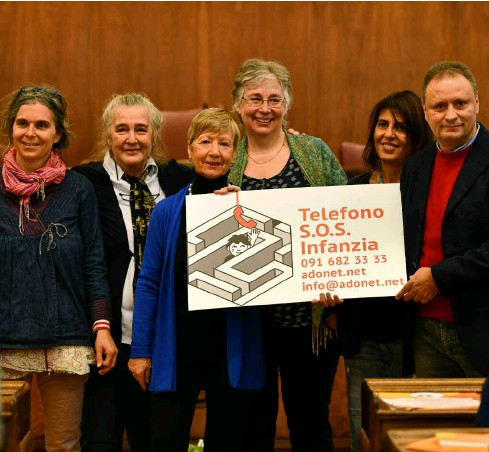 Telefono
S.O.S.
Infanzia
091 682 33 33
adonet.net
info@adonet.net